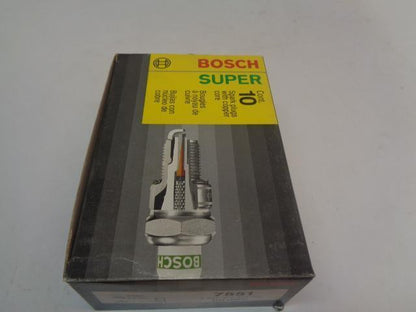 BOSCH
SUPER
10
Cont.
Spark plugs
with copper
core
Bougies
à noyau de
cuivre
Bujías con
núcleo de
cobre
BOSCH
7551